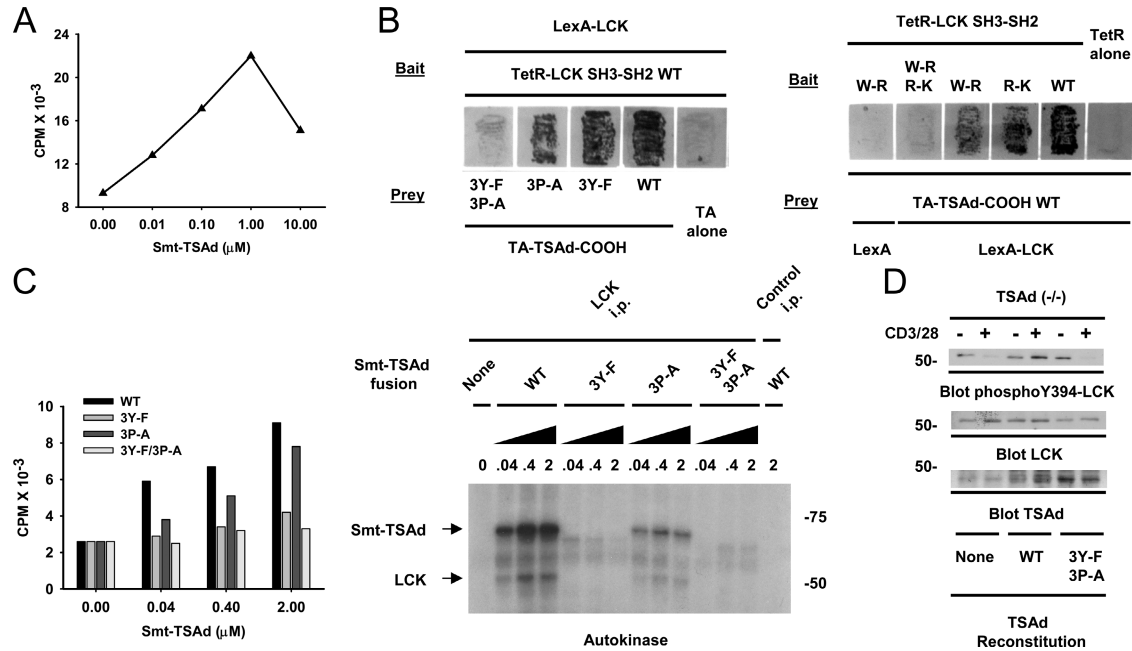 A
24
20
16
12
8
CPM X 10-3
0.00 0.01 0.10 1.00 10.00
Smt-TSAd (µM)
B
LexA-LCK
Bait
TetR-LCK SH3-SH2 WT
Prey
3Y-F 3P-A 3Y-F WT
3P-A
TA
alone
TA-TSAd-COOH
TetR-LCK SH3-SH2
TetR
alone
Bait
W-R
W-R
R-K
W-R R-K WT
Prey
TA-TSAd-COOH WT
LexA LexA-LCK
C
10
8
6
4
2
0
CPM X 10-3
WT
3Y-F
3P-A
3Y-F/3P-A
0.00 0.04 0.40 2.00
Smt-TSAd (µM)
LCK
i.p.
Control
i.p.
Smt-TSAd
fusion
None WT 3Y-F 3P-A 3Y-F
3P-A
WT
0 .04 .4 2 .04 .4 2 .04 .4 2 .04 .4 2 2
Smt-TSAd
LCK
-75
-50
Autokinase
D
TSAd (-/-)
CD3/28 - + - + - +
50-
Blot phosphoY394-LCK
50-
Blot LCK
50-
Blot TSAd
None WT 3Y-F
3P-A
TSAd
Reconstitution